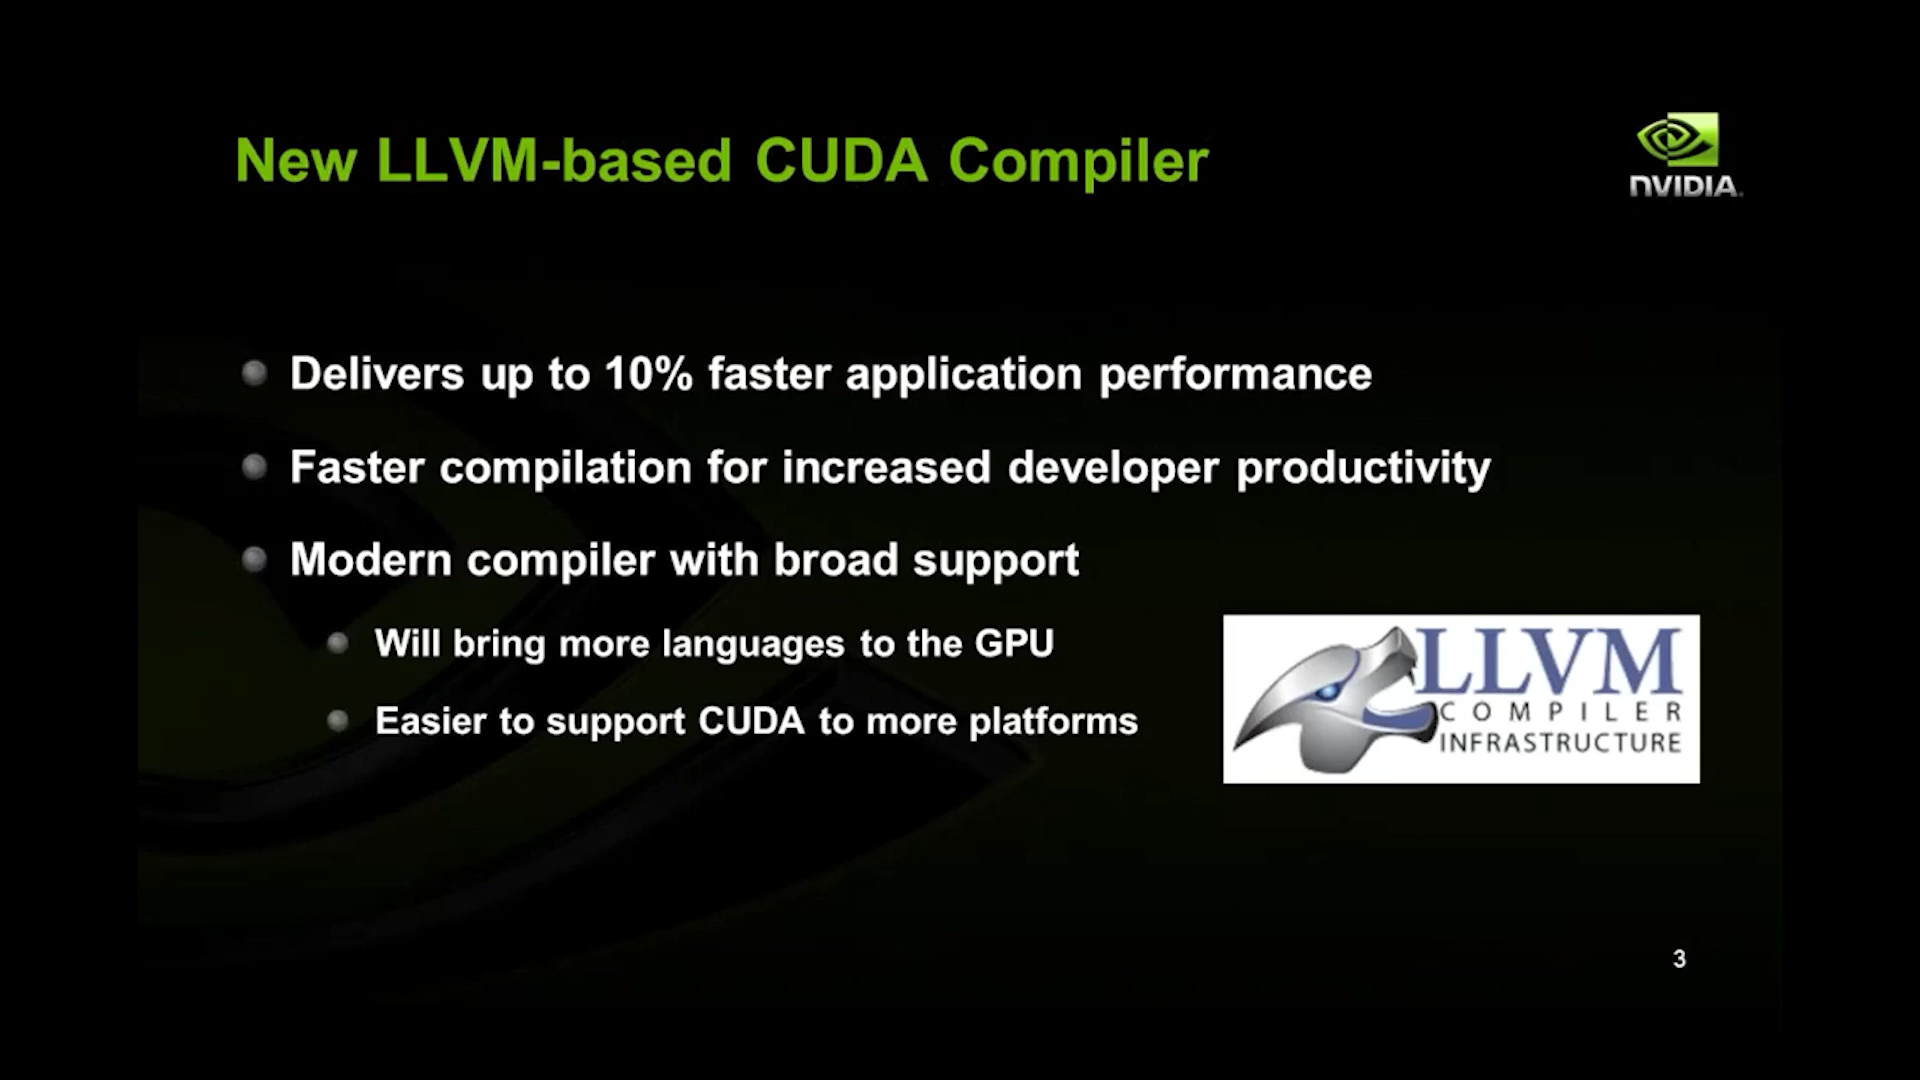 New LLVM-based CUDA Compiler
NVIDIA
Delivers up to 10% faster application performance
Faster compilation for increased developer productivity
Modern compiler with broad support
Will bring more languages to the GPU
Easier to support CUDA to more platforms
LLVM
COMPILER
INFRASTRUCTURE
3